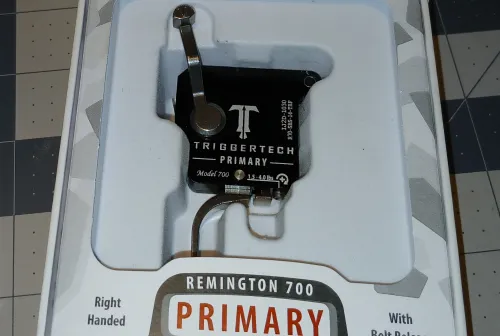 TRIGGERTECH
PRIMARY
Model 700
1.5-4.0 lbs
REMINGTON 700
PRIMARY
Right
Handed
With